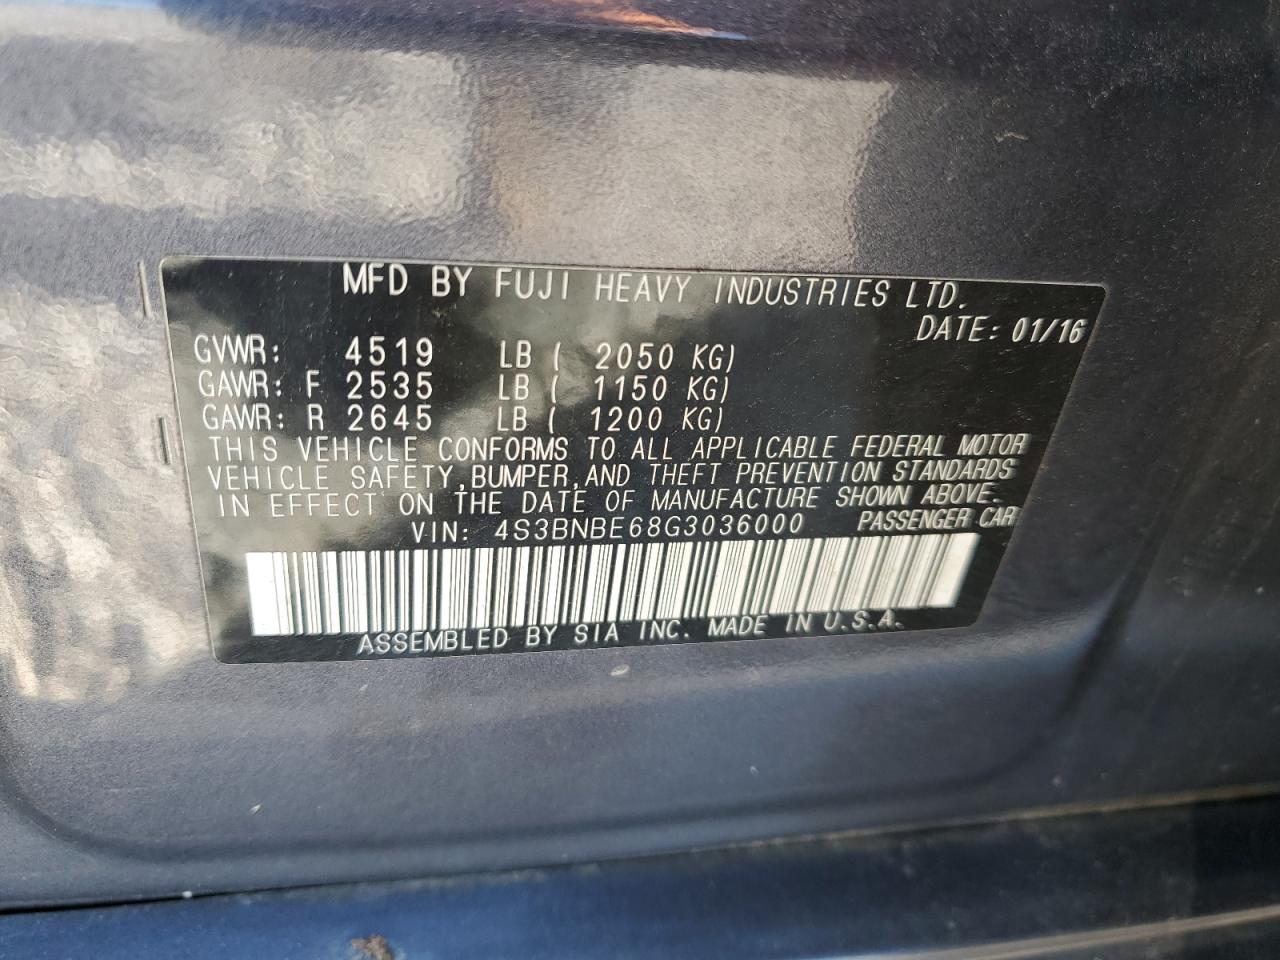 MFD BY FUJI HEAVY INDUSTRIES LTD.
DATE: 01/16
GVWR: 4519 LB ( 2050 KG)
GAWR: F 2535 LB ( 1150 KG)
GAWR: R 2645 LB ( 1200 KG)
THIS VEHICLE CONFORMS TO ALL APPLICABLE FEDERAL MOTOR
VEHICLE SAFETY,BUMPER,AND THEFT PREVENTION STANDARDS
IN EFFECT ON THE DATE OF MANUFACTURE SHOWN ABOVE.
VIN: 4S3BNBE68G3036000 PASSENGER CAR
ASSEMBLED BY SIA INC. MADE IN U.S.A.